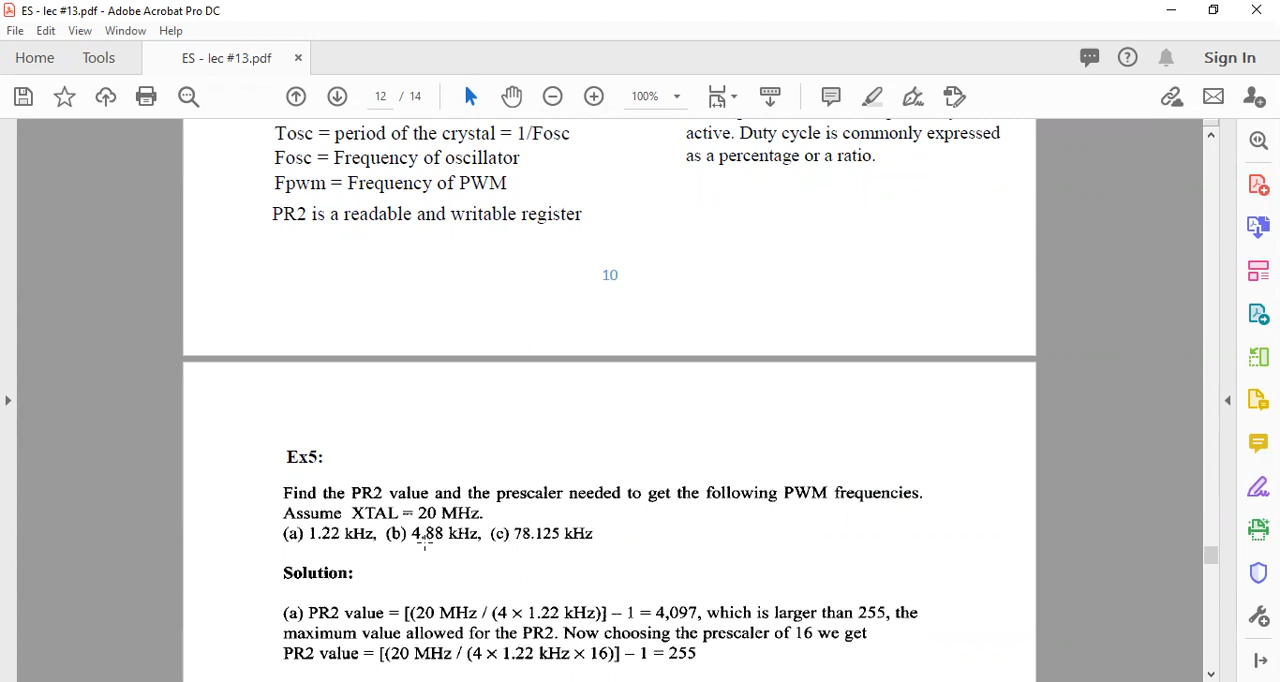 ES - lec #13.pdf - Adobe Acrobat Pro DC
File Edit View Window Help
Home Tools ES - lec #13.pdf × Sign In
12 / 14 100%
Tosc = period of the crystal = 1/Fosc
Fosc = Frequency of oscillator
Fpwm = Frequency of PWM
PR2 is a readable and writable register
active. Duty cycle is commonly expressed
as a percentage or a ratio.
10
Ex5:
Find the PR2 value and the prescaler needed to get the following PWM frequencies.
Assume XTAL = 20 MHz.
(a) 1.22 kHz, (b) 4.88 kHz, (c) 78.125 kHz
Solution:
(a) PR2 value = [(20 MHz / (4 × 1.22 kHz)] – 1 = 4,097, which is larger than 255, the
maximum value allowed for the PR2. Now choosing the prescaler of 16 we get
PR2 value = [(20 MHz / (4 × 1.22 kHz × 16)] – 1 = 255